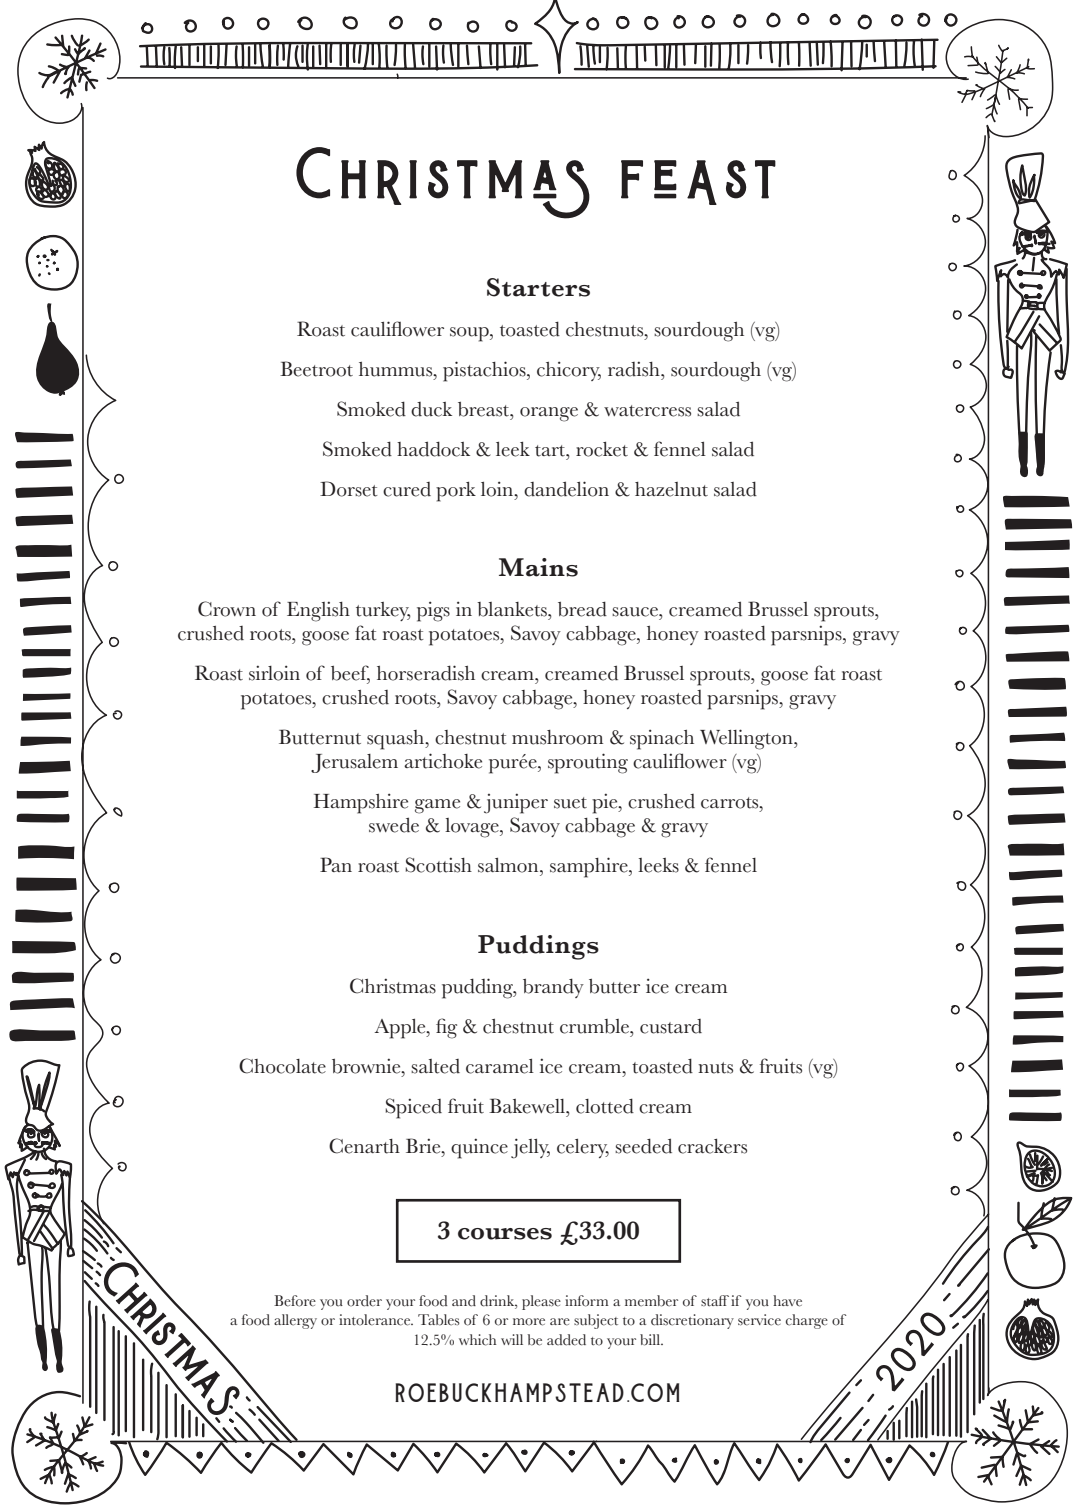 Christmas feast
Starters
Roast cauliflower soup, toasted chestnuts, sourdough (vg)
Beetroot hummus, pistachios, chicory, radish, sourdough (vg)
Smoked duck breast, orange & watercress salad
Smoked haddock & leek tart, rocket & fennel salad
Dorset cured pork loin, dandelion & hazelnut salad
Mains
Crown of English turkey, pigs in blankets, bread sauce, creamed Brussel sprouts,
crushed roots, goose fat roast potatoes, Savoy cabbage, honey roasted parsnips, gravy
Roast sirloin of beef, horseradish cream, creamed Brussel sprouts, goose fat roast
potatoes, crushed roots, Savoy cabbage, honey roasted parsnips, gravy
Butternut squash, chestnut mushroom & spinach Wellington,
Jerusalem artichoke purée, sprouting cauliflower (vg)
Hampshire game & juniper suet pie, crushed carrots,
swede & lovage, Savoy cabbage & gravy
Pan roast Scottish salmon, samphire, leeks & fennel
Puddings
Christmas pudding, brandy butter ice cream
Apple, fig & chestnut crumble, custard
Chocolate brownie, salted caramel ice cream, toasted nuts & fruits (vg)
Spiced fruit Bakewell, clotted cream
Cenarth Brie, quince jelly, celery, seeded crackers
3 courses £33.00
Before you order your food and drink, please inform a member of staff if you have
a food allergy or intolerance. Tables of 6 or more are subject to a discretionary service charge of
12.5% which will be added to your bill.
ROEBUCKHAMPSTEAD.COM
CHRISTMAS
2020